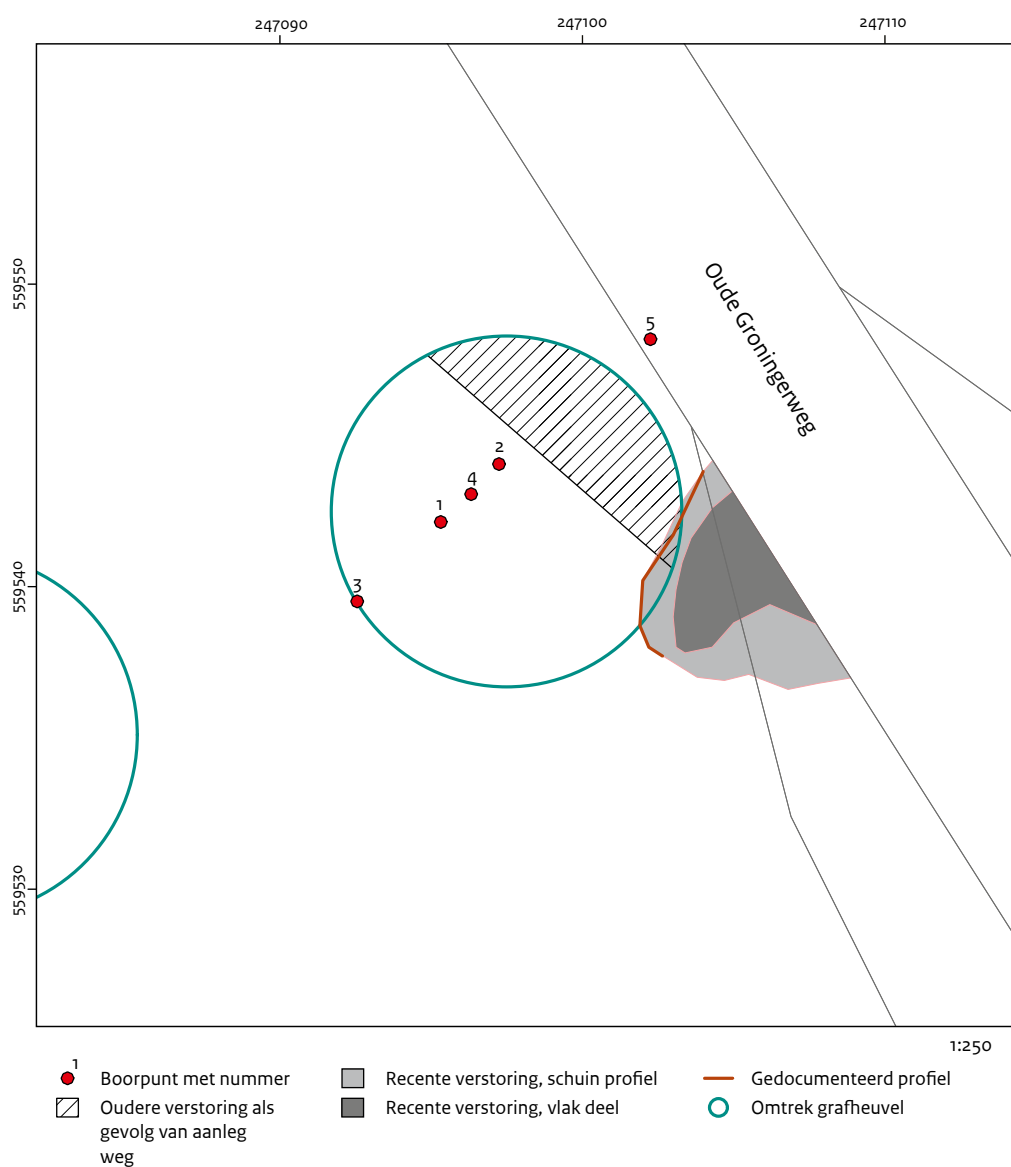 247090
247100
247110
559550
559540
559530
Oude Groningerweg
5
2
4
1
3
1:250
1
Boorpunt met nummer
Oudere verstoring als
gevolg van aanleg
weg
Recente verstoring, schuin profiel
Recente verstoring, vlak deel
Gedocumenteerd profiel
Omtrek grafheuvel